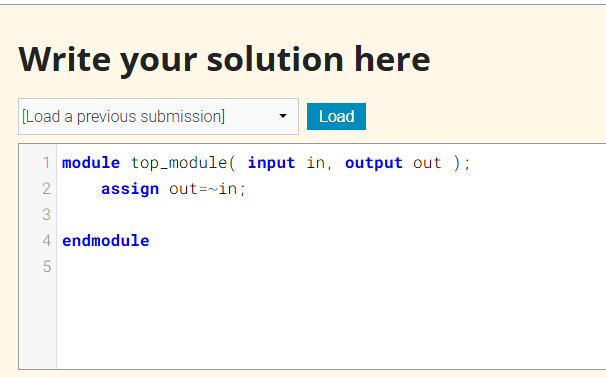 Write your solution here
[Load a previous submission] Load
1 module top_module( input in, output out );
2     assign out=~in;
3
4 endmodule
5